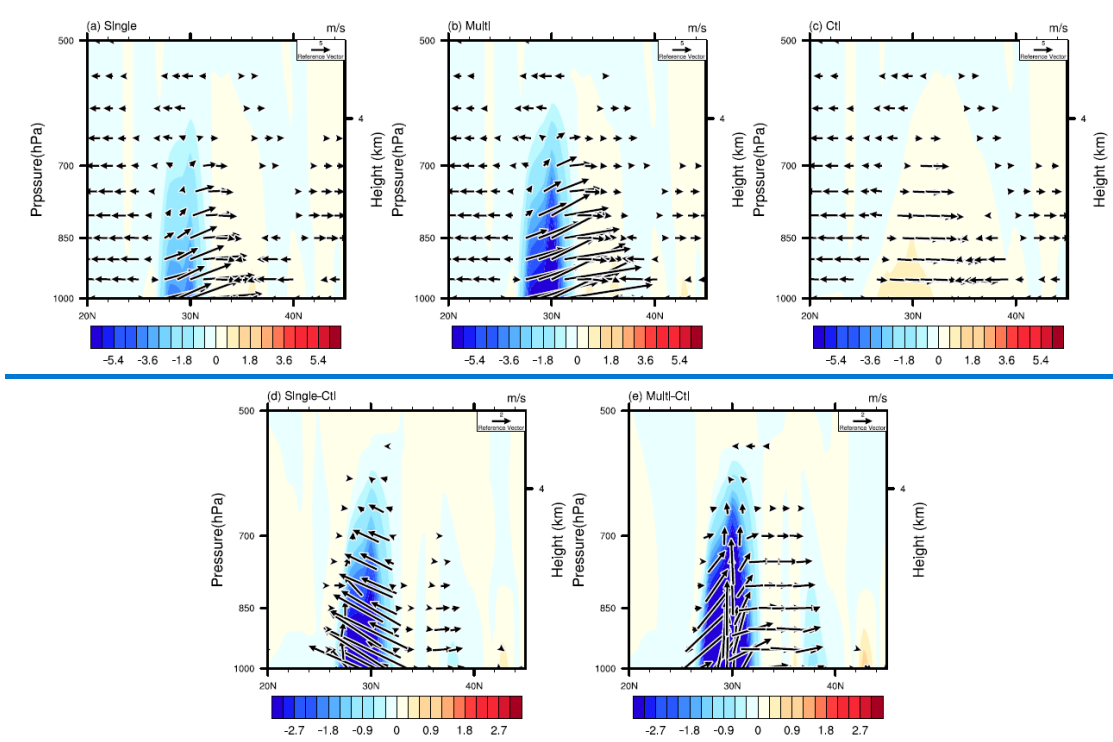 (a) SIngle m/s
(b) MultI m/s
(c) Ctl m/s
500 5 500 5 500 5
Reference Vector Reference Vector Reference Vector
4 4 4
700 700 700
Prpssure(hPa) Height (km) Prpssure(hPa) Height (km) Prpssure(hPa) Height (km)
850 850 850
1000 1000 1000
20N 30N 40N 20N 30N 40N 20N 30N 40N
−5.4 −3.6 −1.8 0 1.8 3.6 5.4 −5.4 −3.6 −1.8 0 1.8 3.6 5.4 −5.4 −3.6 −1.8 0 1.8 3.6 5.4
(d) SIngle-Ctl m/s
(e) MultI-Ctl m/s
500 2 500 2
Reference Vector Reference Vector
4 4
700 700
Pressure(hPa) Height (km) Pressure(hPa) Height (km)
850 850
1000 1000
20N 30N 40N 20N 30N 40N
−2.7 −1.8 −0.9 0 0.9 1.8 2.7 −2.7 −1.8 −0.9 0 0.9 1.8 2.7